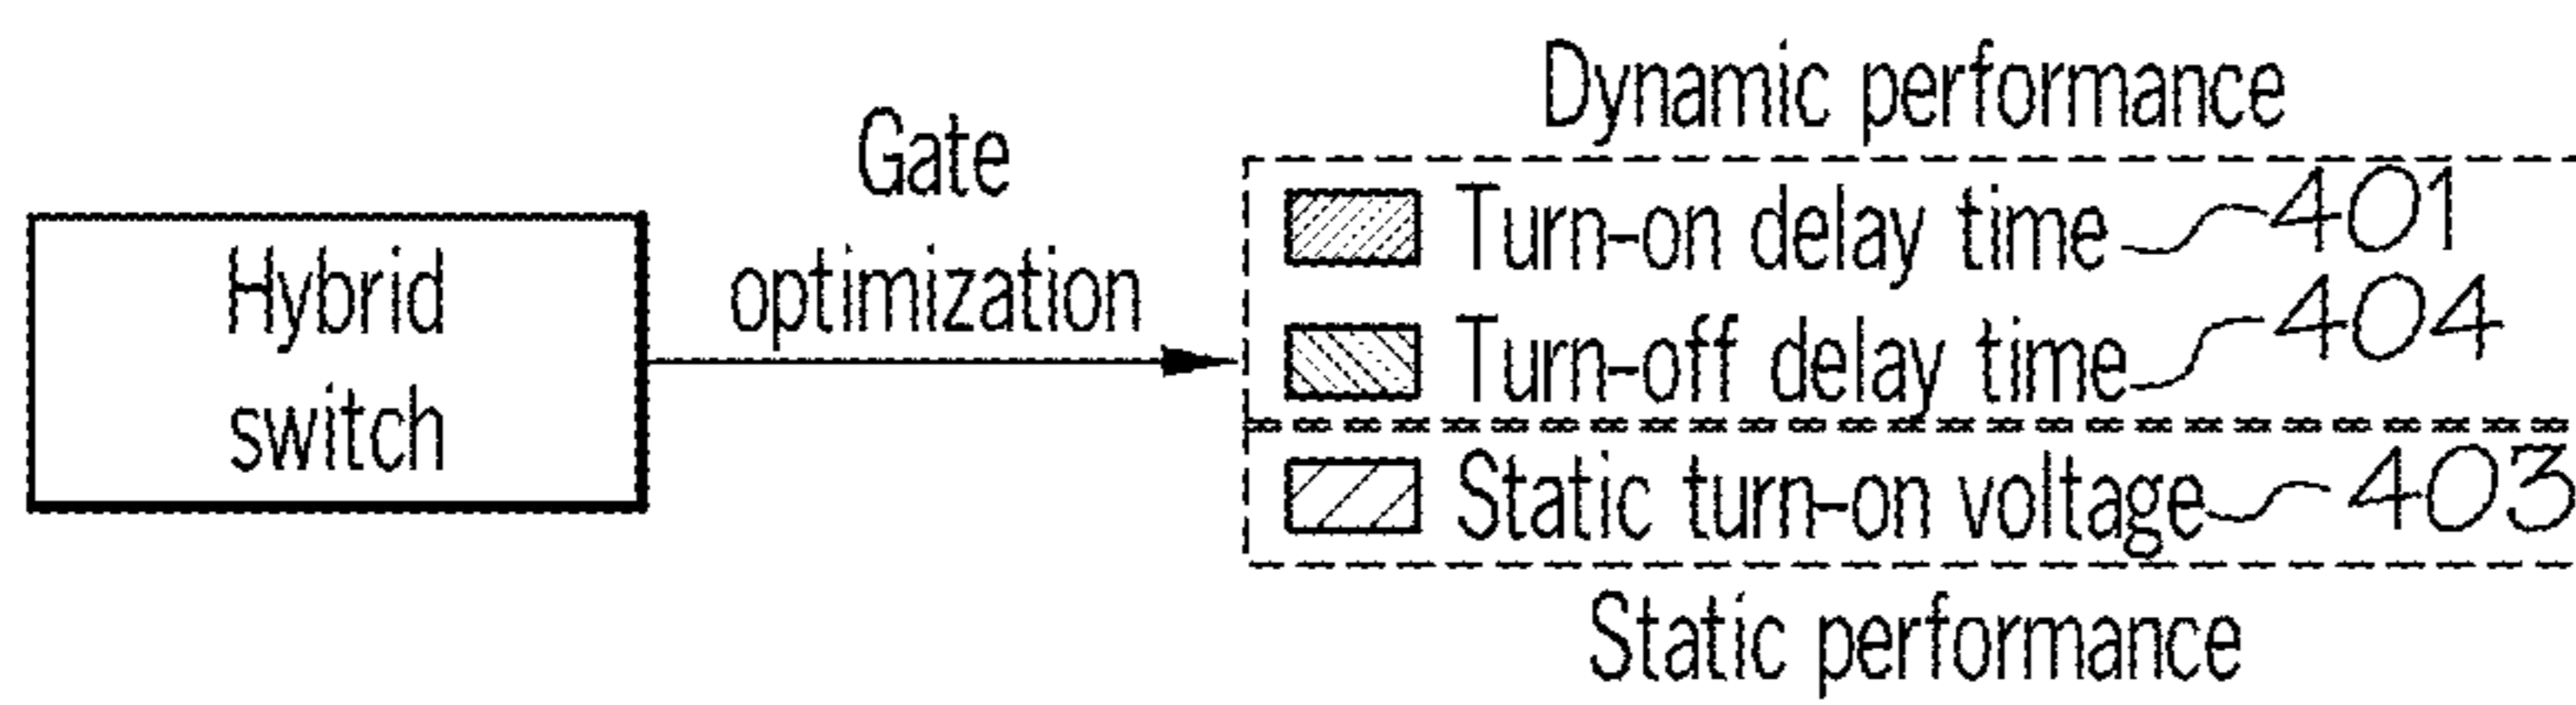 Hybrid
switch
Gate
optimization
Dynamic performance
Turn-on delay time 401
Turn-off delay time 404
Static turn-on voltage 403
Static performance